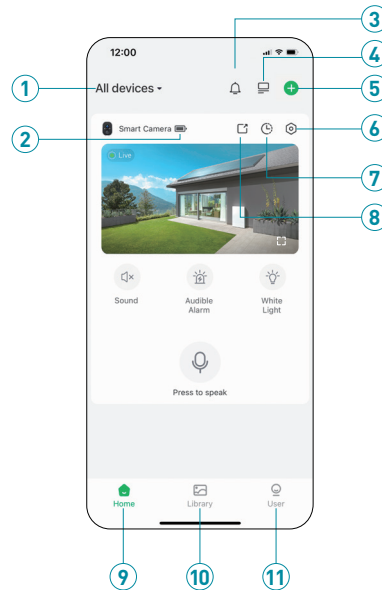 3
12:00
4
1
All devices
5
2
Smart Camera
6
Live
7
8
Sound
Audible
Alarm
White
Light
Press to speak
Home
Library
User
9
10
11